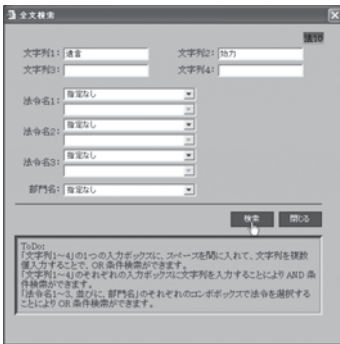 全文検索
法10
文字列1: 遺言 文字列2: 効力
文字列3: 文字列4:
法令名1: 指定なし
法令名2: 指定なし
法令名3: 指定なし
部門名: 指定なし
検索 閉じる
ToDo:
「文字列1~4」の1つの入力ボックスに、スペースを間に入れて、文字列を複数
個入力することで、OR 条件検索ができます。
「文字列1~4」のそれぞれの入力ボックスに文字列を入力することにより AND 条
件検索ができます。
「法令名1~3、並びに、部門名」のそれぞれのコンボボックスで法令を選択する
ことにより OR 条件検索ができます。